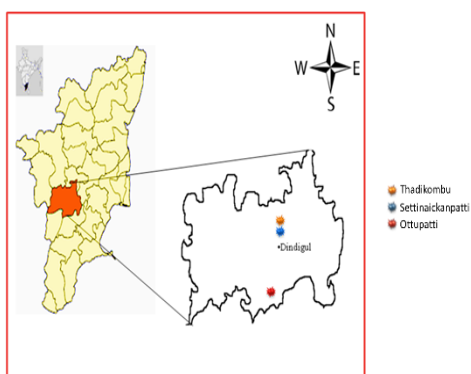 N
W E
S
Thadikombu
Settinaickanpatti
Ottupatti
•Dindigul